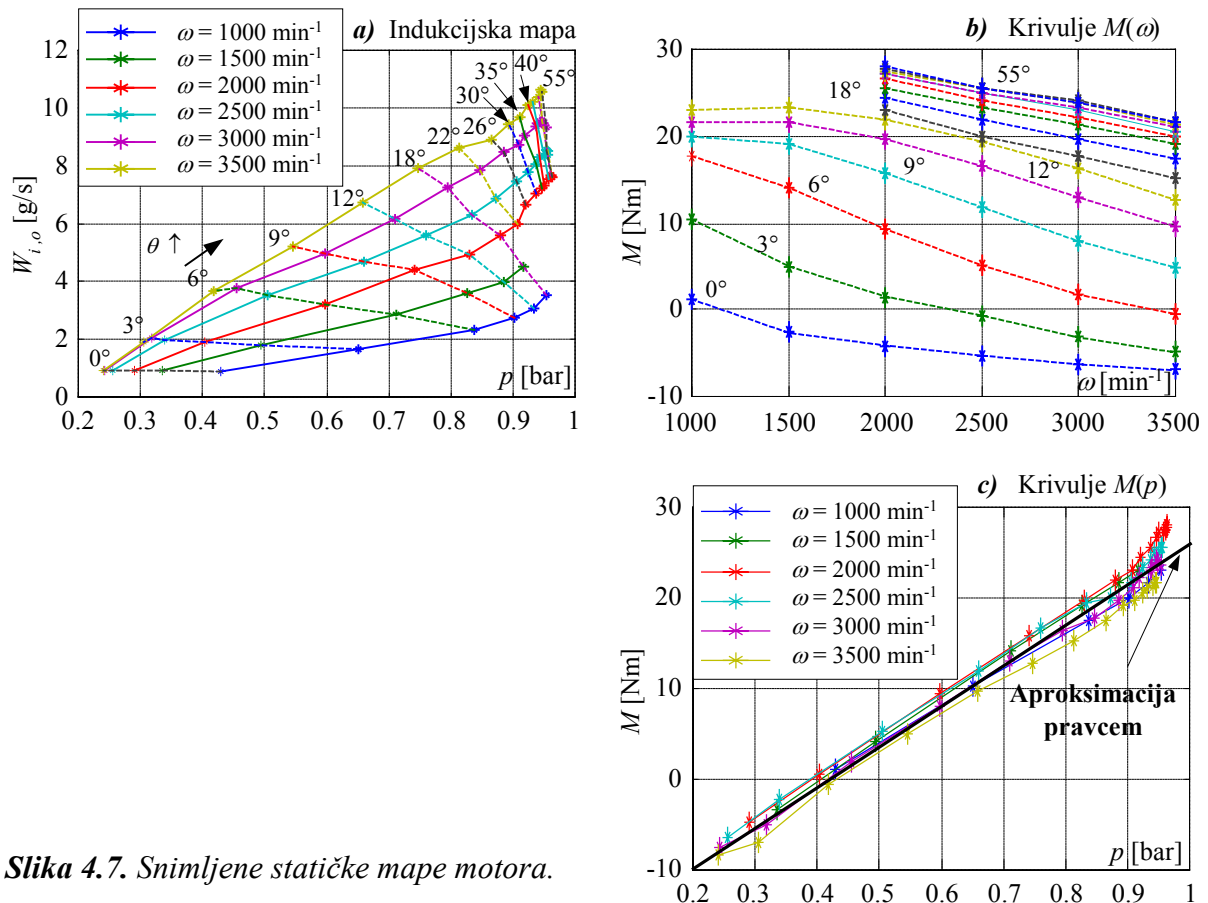 a) Indukcijska mapa
ω = 1000 min-1
ω = 1500 min-1
ω = 2000 min-1
ω = 2500 min-1
ω = 3000 min-1
ω = 3500 min-1
W i,o [g/s]
12
10
8
6
4
2
0
θ ↑
0°
3°
6°
9°
12°
18°
22°
26°
30°
35°
40°
55°
p [bar]
0.2 0.3 0.4 0.5 0.6 0.7 0.8 0.9 1
b) Krivulje M(ω)
M [Nm]
30
20
10
0
-10
55°
18°
12°
9°
6°
3°
0°
ω [min-1]
1000 1500 2000 2500 3000 3500
c) Krivulje M(p)
ω = 1000 min-1
ω = 1500 min-1
ω = 2000 min-1
ω = 2500 min-1
ω = 3000 min-1
ω = 3500 min-1
M [Nm]
30
20
10
0
-10
Aproksimacija
pravcem
p [bar]
0.2 0.3 0.4 0.5 0.6 0.7 0.8 0.9 1
Slika 4.7. Snimljene statičke mape motora.